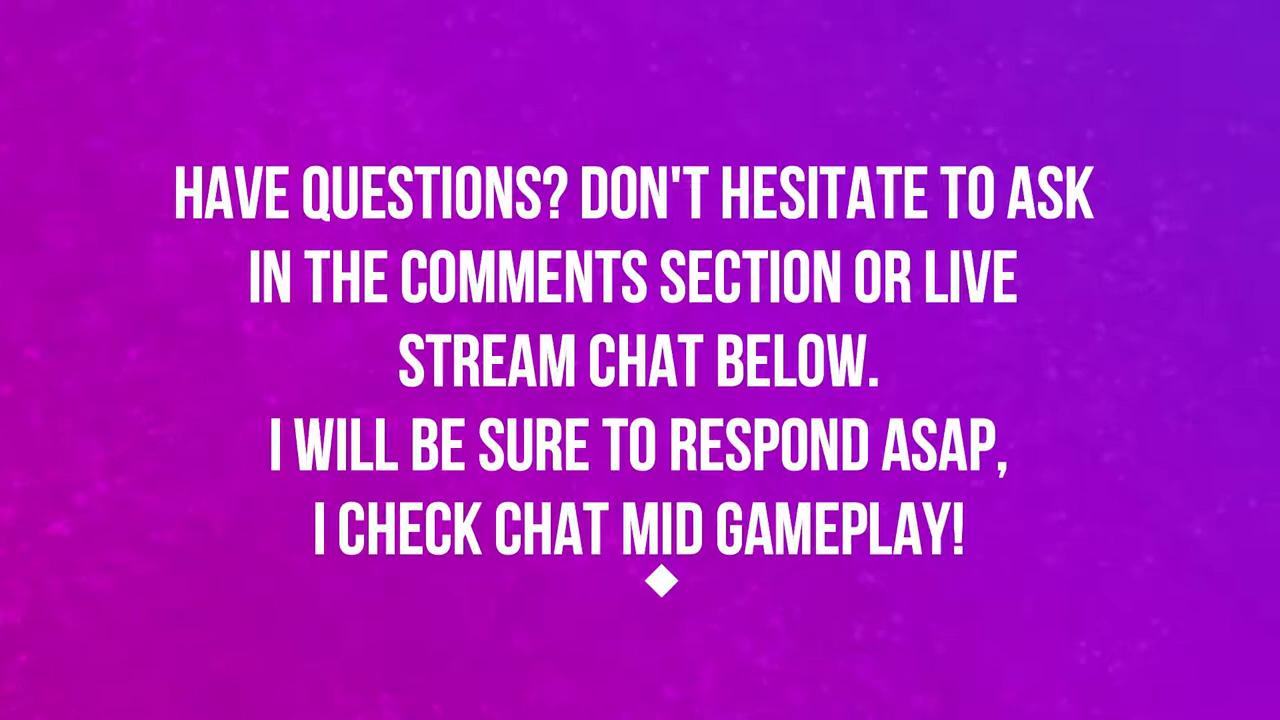 HAVE QUESTIONS? DON'T HESITATE TO ASK
IN THE COMMENTS SECTION OR LIVE
STREAM CHAT BELOW.
I WILL BE SURE TO RESPOND ASAP,
I CHECK CHAT MID GAMEPLAY!